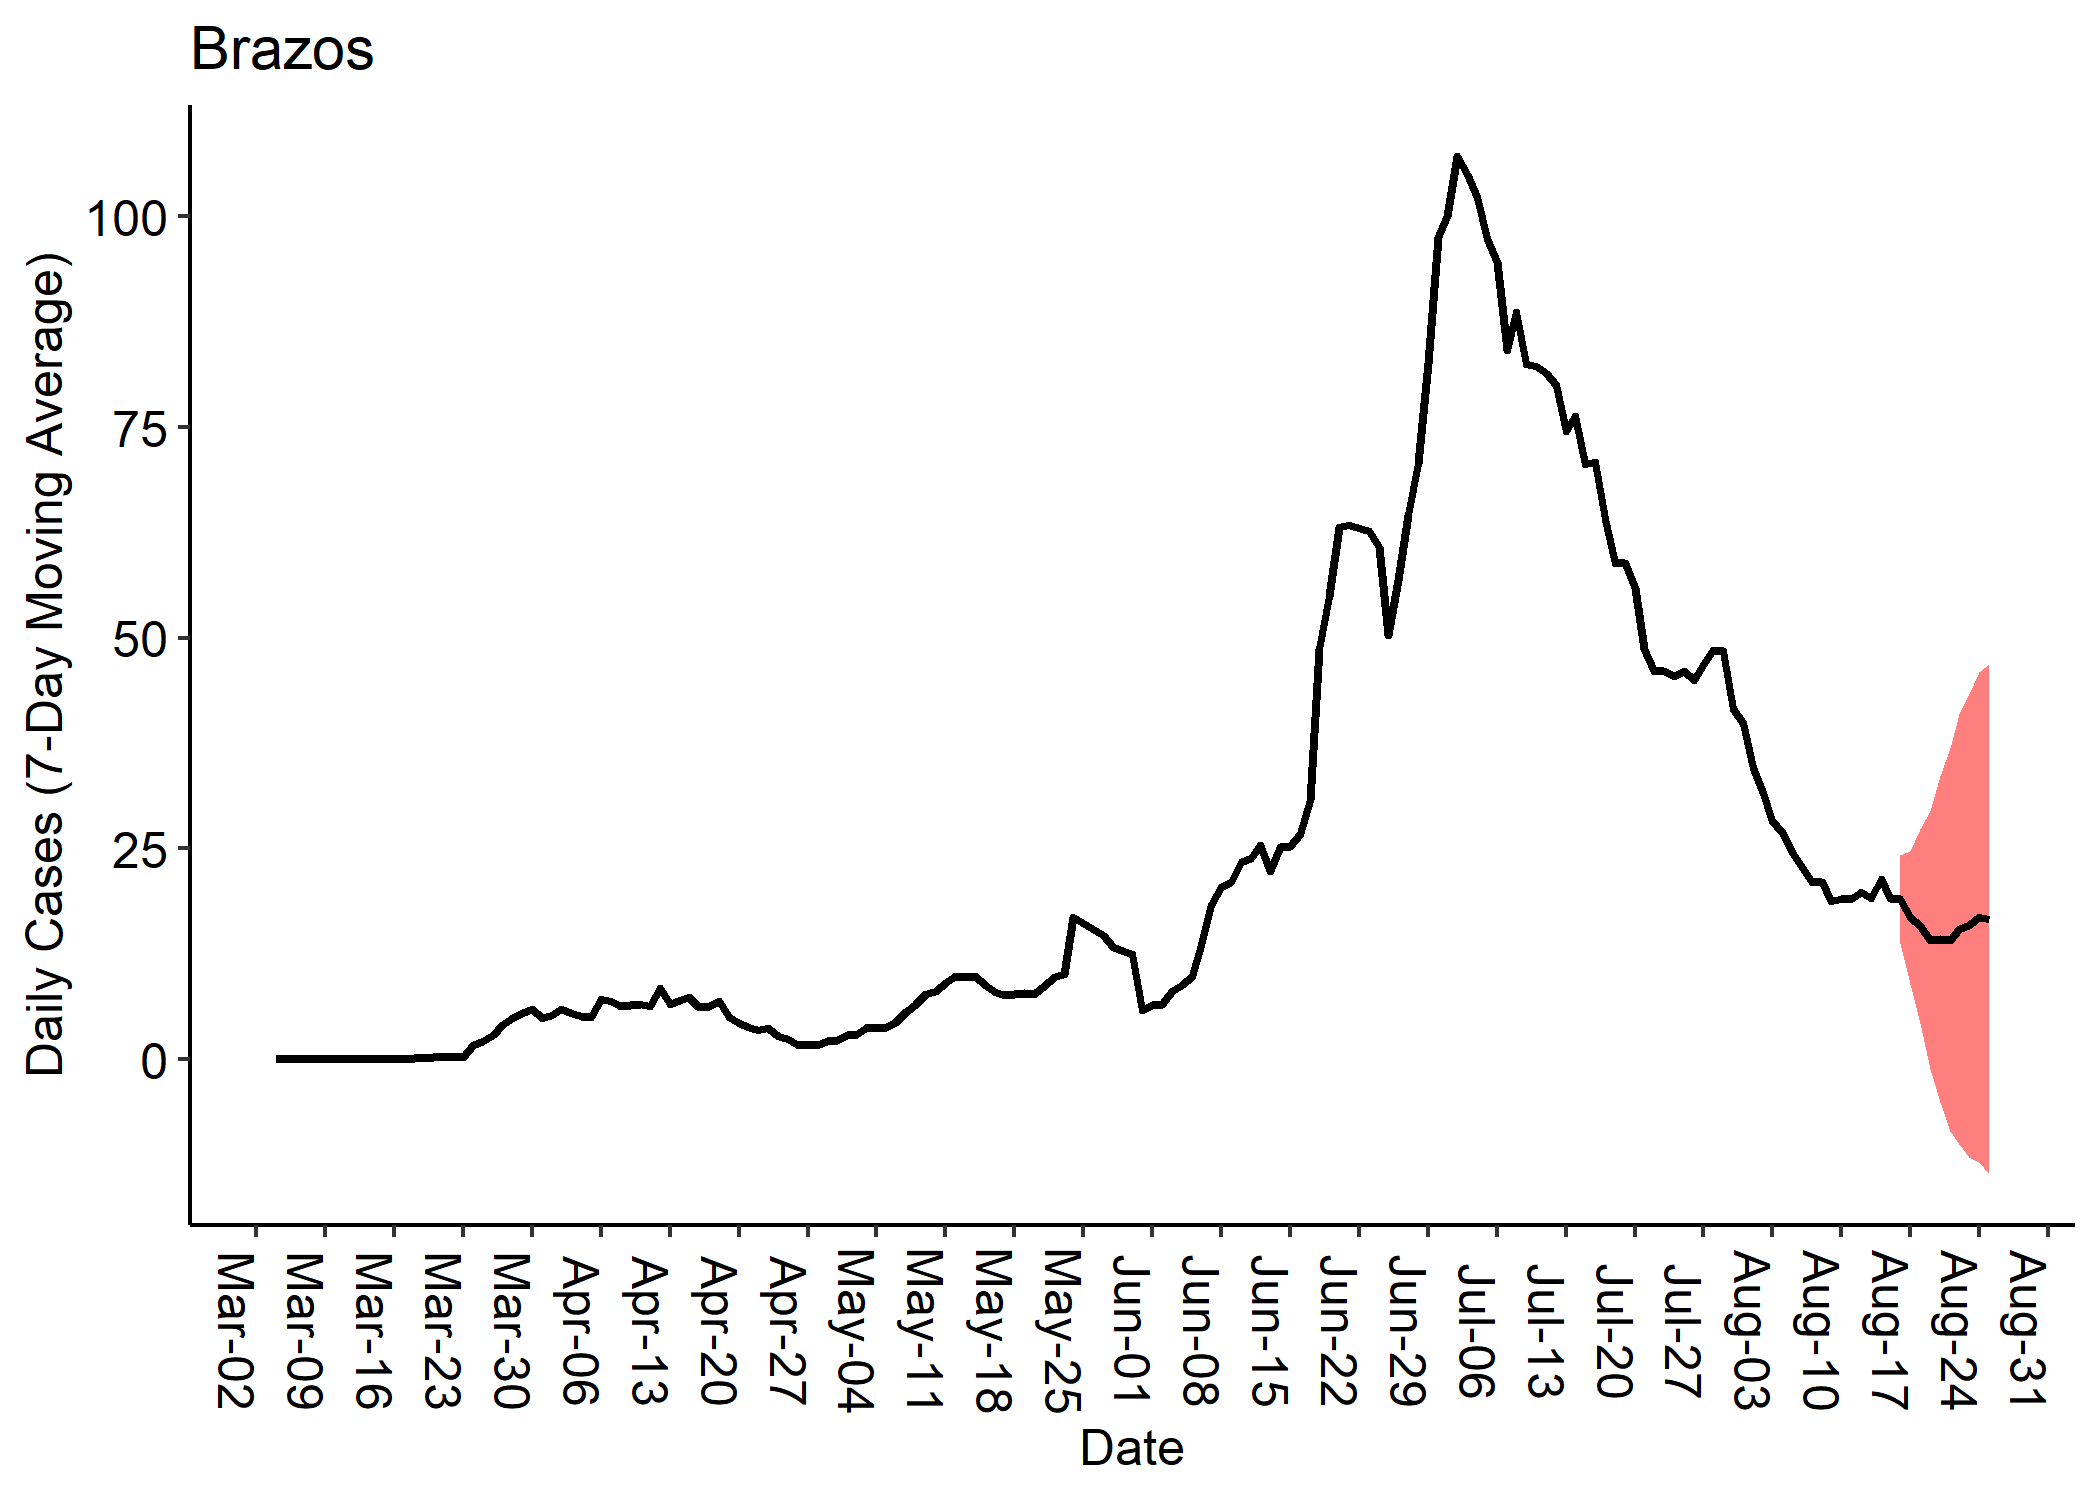 Brazos
Daily Cases (7-Day Moving Average)
100
75
50
25
0
Mar-02
Mar-09
Mar-16
Mar-23
Mar-30
Apr-06
Apr-13
Apr-20
Apr-27
May-04
May-11
May-18
May-25
Jun-01
Jun-08
Jun-15
Jun-22
Jun-29
Jul-06
Jul-13
Jul-20
Jul-27
Aug-03
Aug-10
Aug-17
Aug-24
Aug-31
Date